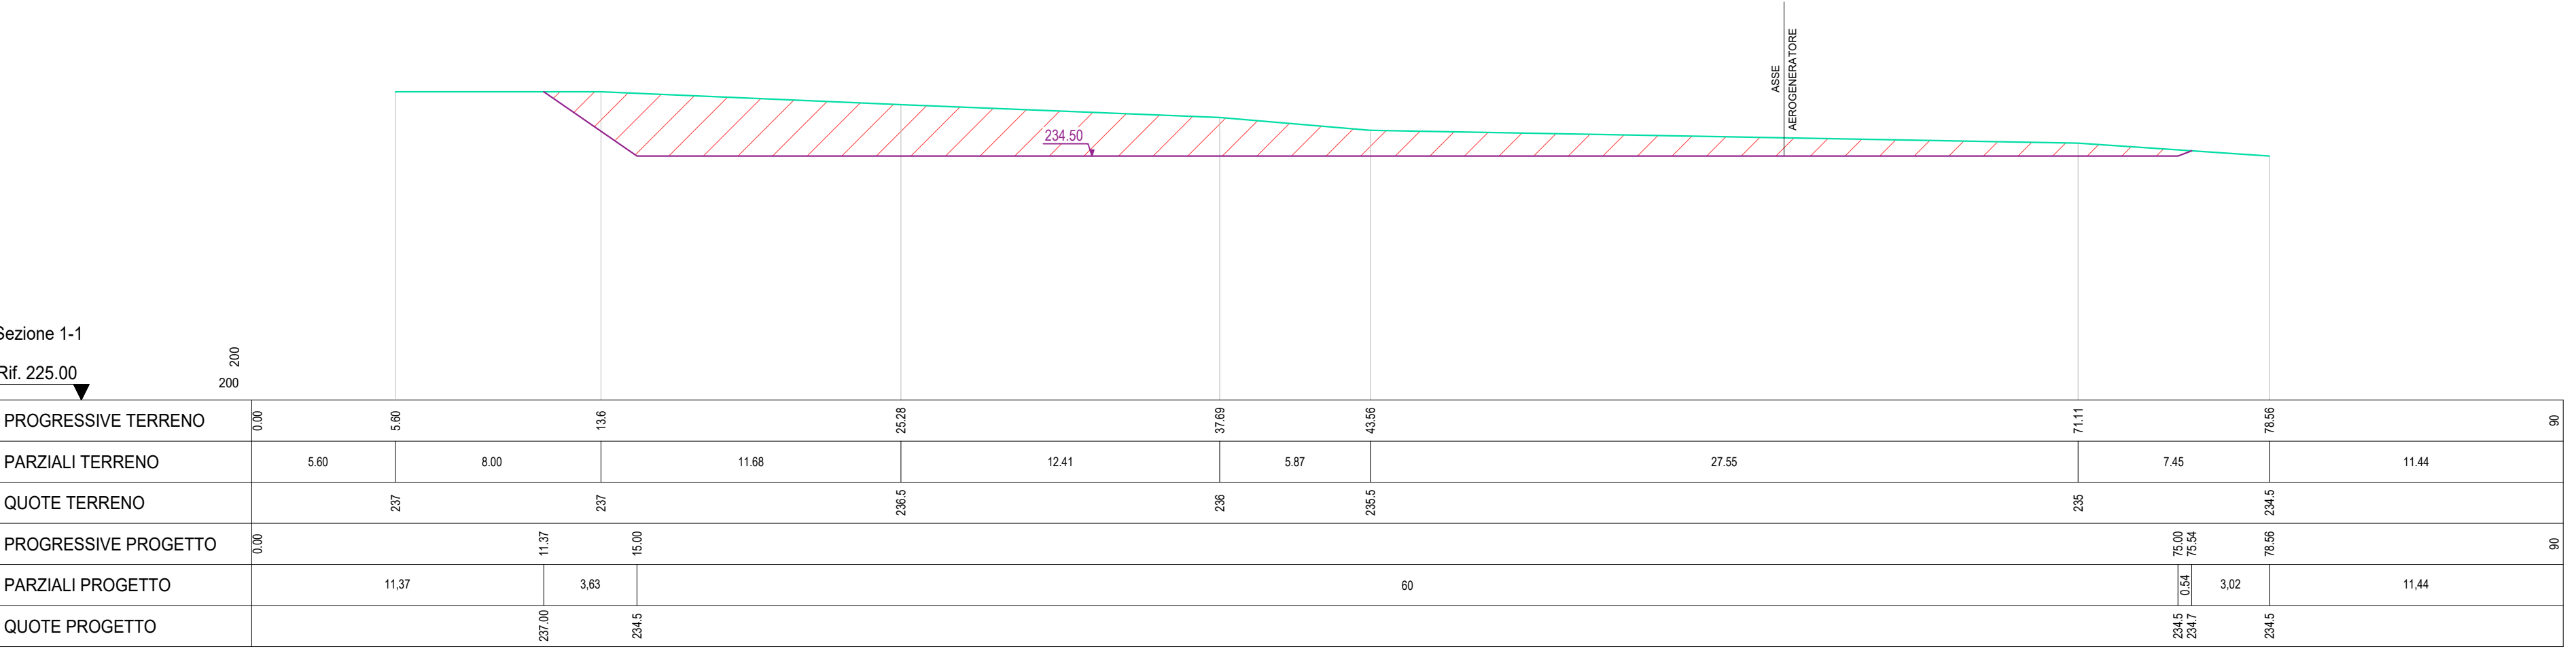 ASSE
AEROGENERATORE
234.50
Sezione 1-1
200
Rif. 225.00
200
PROGRESSIVE TERRENO 0.00 5.60 13.6 25.28 37.69 43.56 71.11 78.56 90
PARZIALI TERRENO 5.60 8.00 11.68 12.41 5.87 27.55 7.45 11.44
QUOTE TERRENO 237 237 236.5 236 235.5 235 234.5
PROGRESSIVE PROGETTO 0.00 11.37 15.00 75.00 75.54 78.56 90
PARZIALI PROGETTO 11,37 3,63 60 0.54 3,02 11,44
QUOTE PROGETTO 237.00 234.5 234.5 234.7 234.5